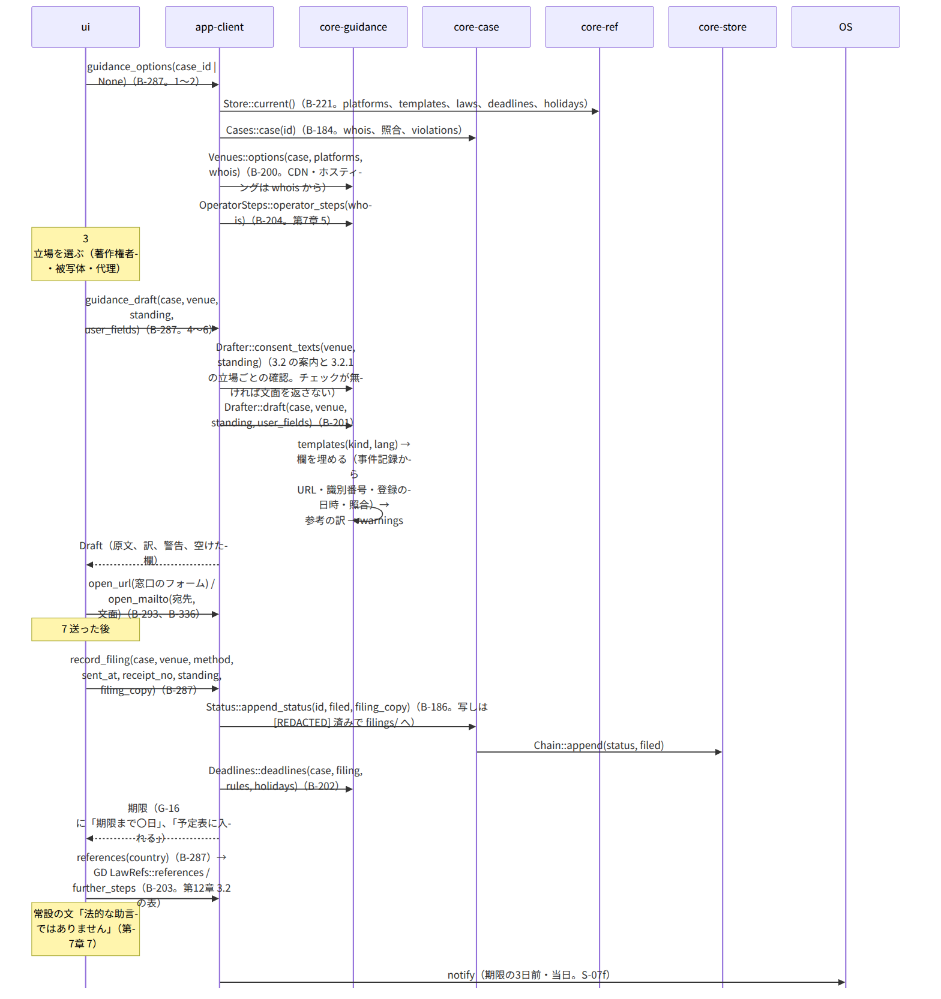 ui
app-client
core-guidance
core-case
core-ref
core-store
OS
guidance_options(case_id |
None)（B-287。1〜2）
Store::current()（B-221。platforms、templates、laws、deadlines、holidays）
Cases::case(id)（B-184。whois、照合、violations）
Venues::options(case, platforms,
whois)（B-200。CDN・ホスティ-
ングは whois から）
OperatorSteps::operator_steps(who-
is)（B-204。第7章 5）
3
立場を選ぶ（著作権者-
・被写体・代理）
guidance_draft(case, venue,
standing,
user_fields)（B-287。4〜6）
Drafter::consent_texts(venue,
standing)（3.2 の案内と 3.2.1
の立場ごとの確認。チェックが無-
ければ文面を返さない）
Drafter::draft(case, venue,
standing, user_fields)（B-201）
templates(kind, lang) →
欄を埋める（事件記録か-
ら
URL・識別番号・登録の-
日時・照合）→
参考の訳 → warnings
Draft（原文、訳、警告、空けた-
欄）
open_url(窓口のフォーム) /
open_mailto(宛先,
文面)（B-293、B-336）
7 送った後
record_filing(case, venue, method,
sent_at, receipt_no, standing,
filing_copy)（B-287）
Status::append_status(id, filed, filing_copy)（B-186。写しは
[REDACTED] 済みで filings/ へ）
Chain::append(status, filed)
Deadlines::deadlines(case, filing,
rules, holidays)（B-202）
期限（G-16
に「期限まで〇日」、「予定表に入-
れる」）
references(country)（B-287）→
GD LawRefs::references /
further_steps（B-203。第12章 3.2
の表）
常設の文「法的な助言-
ではありません」（第-
7章 7）
notify（期限の3日前・当日。S-07f）